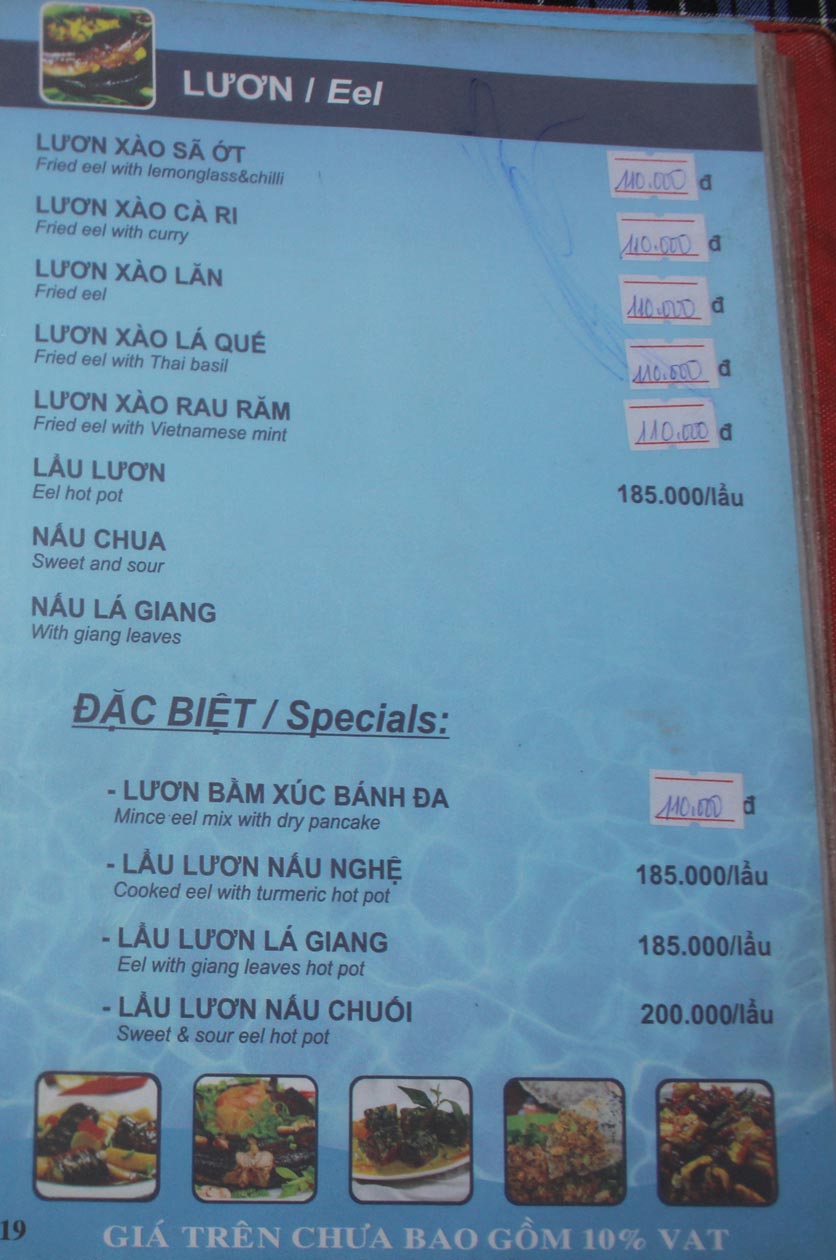 LƯƠN / Eel
LƯƠN XÀO SÃ ỚT
Fried eel with lemonglass&chilli
110.000 đ
LƯƠN XÀO CÀ RI
Fried eel with curry
110.000 đ
LƯƠN XÀO LĂN
Fried eel
110.000 đ
LƯƠN XÀO LÁ QUẾ
Fried eel with Thai basil
110.000 đ
LƯƠN XÀO RAU RĂM
Fried eel with Vietnamese mint
110.000 đ
LẨU LƯƠN
Eel hot pot
185.000/lẩu
NẤU CHUA
Sweet and sour
NẤU LÁ GIANG
With giang leaves
ĐẶC BIỆT / Specials:
- LƯƠN BẰM XÚC BÁNH ĐA
Mince eel mix with dry pancake
110.000 đ
- LẨU LƯƠN NẤU NGHỆ
Cooked eel with turmeric hot pot
185.000/lẩu
- LẨU LƯƠN LÁ GIANG
Eel with giang leaves hot pot
185.000/lẩu
- LẨU LƯƠN NẤU CHUỐI
Sweet & sour eel hot pot
200.000/lẩu
19
GIÁ TRÊN CHƯA BAO GỒM 10% VAT